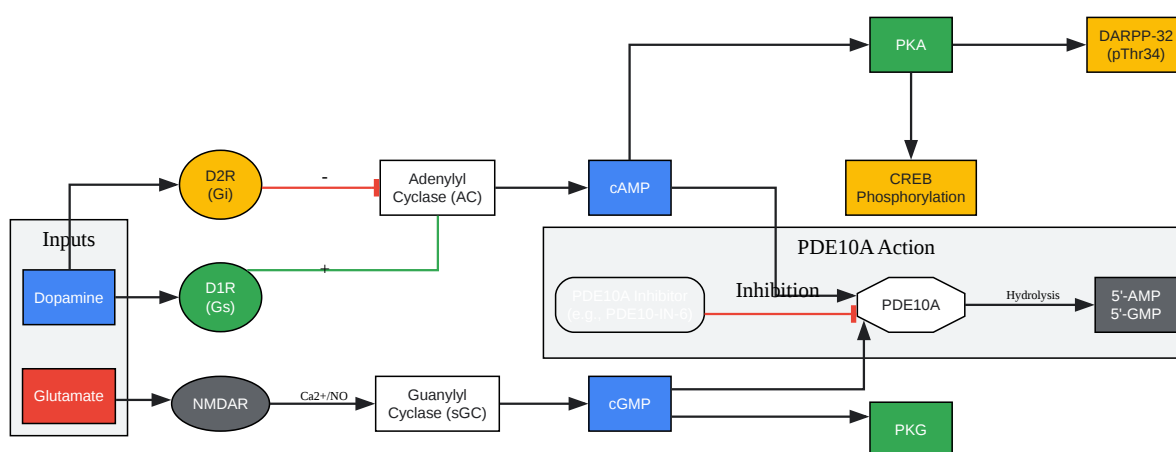 PKA
DARPP-32
(pThr34)
D2R
(Gi)
-
Adenylyl
Cyclase (AC)
cAMP
CREB
Phosphorylation
Inputs
PDE10A Action
Dopamine
D1R
(Gs)
+
PDE10A Inhibitor
(e.g., PDE10-IN-6)
Inhibition
PDE10A
Hydrolysis
5'-AMP
5'-GMP
Glutamate
NMDAR
Ca2+/NO
Guanylyl
Cyclase (sGC)
cGMP
PKG